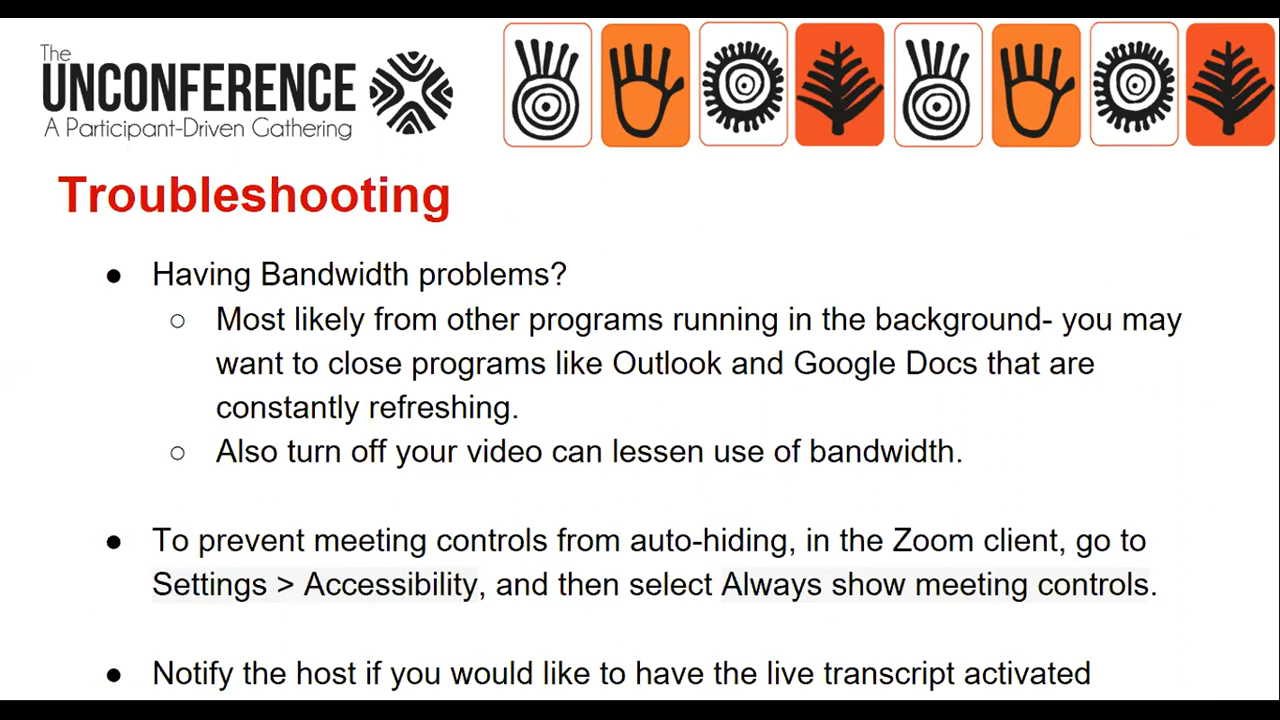 The
UNCONFERENCE
A Participant-Driven Gathering
Troubleshooting
● Having Bandwidth problems?
○ Most likely from other programs running in the background- you may
want to close programs like Outlook and Google Docs that are
constantly refreshing.
○ Also turn off your video can lessen use of bandwidth.
● To prevent meeting controls from auto-hiding, in the Zoom client, go to
Settings > Accessibility, and then select Always show meeting controls.
● Notify the host if you would like to have the live transcript activated